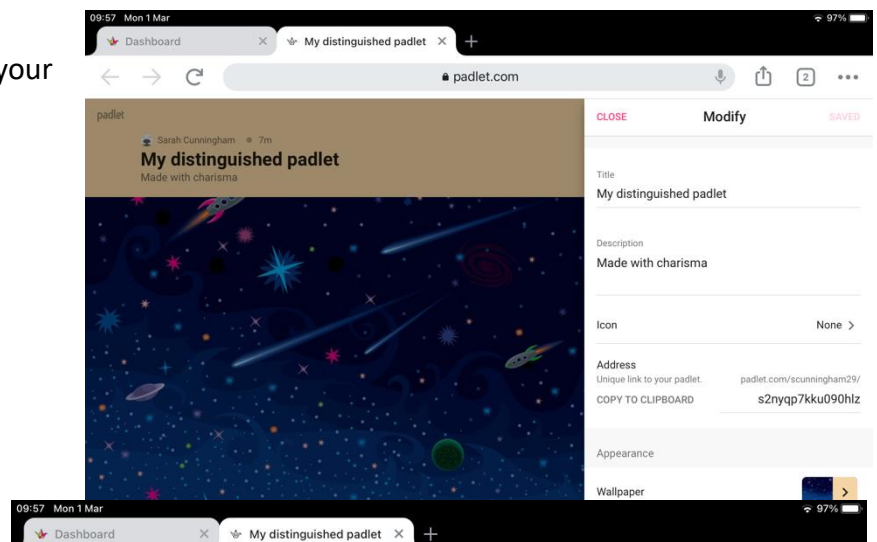 your
09:57 Mon 1 Mar 97%
Dashboard × My distinguished padlet × +
padlet.com 2
padlet
Sarah Cunningham • 7m
My distinguished padlet
Made with charisma
CLOSE Modify SAVED
Title
My distinguished padlet
Description
Made with charisma
Icon None >
Address
Unique link to your padlet. padlet.com/scunningham29/
COPY TO CLIPBOARD s2nyqp7kku090hlz
Appearance
Wallpaper
09:57 Mon 1 Mar 97%
Dashboard × My distinguished padlet × +